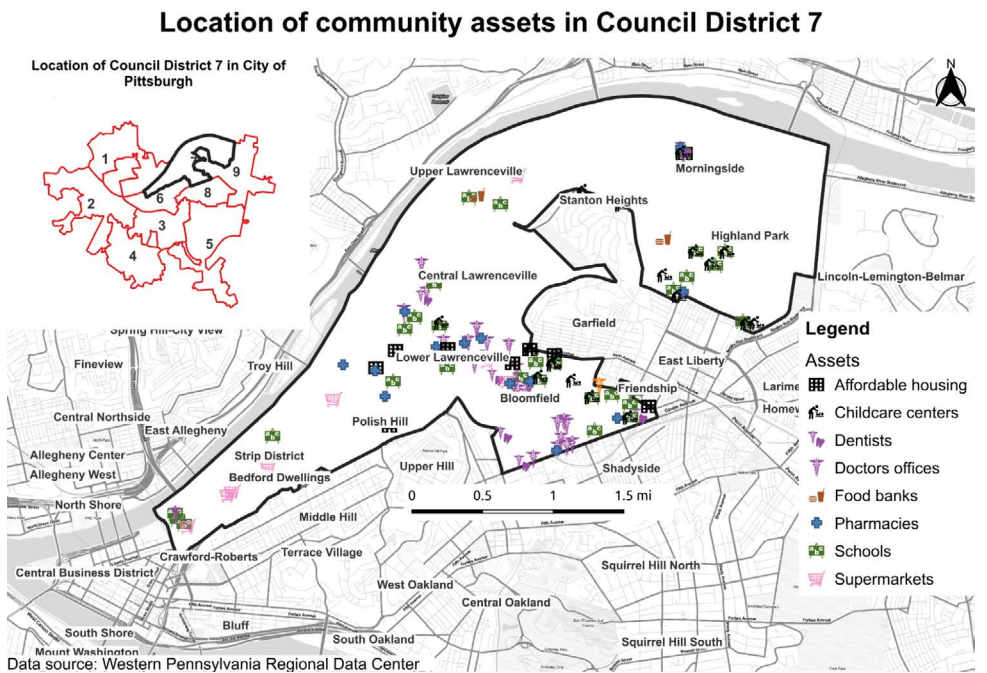 Location of community assets in Council District 7
Location of Council District 7 in City of
Pittsburgh
1
2
3
4
5
6
8
9
N
Upper Lawrenceville
Morningside
Stanton Heights
Highland Park
Central Lawrenceville
Lincoln-Lemington-Belmar
Garfield
Spring Hill-City View
Fineview
Troy Hill
Lower Lawrenceville
East Liberty
Friendship
Bloomfield
Larime
Homew
Central Northside
East Allegheny
Polish Hill
Allegheny Center
Allegheny West
Strip District
Upper Hill
Shadyside
Bedford Dwellings
North Shore
Middle Hill
0 0.5 1 1.5 mi
Crawford-Roberts
Terrace Village
Central Business District
West Oakland
Squirrel Hill North
Central Oakland
Bluff
South Shore
South Oakland
Squirrel Hill South
Mount Washington
Legend
Assets
Affordable housing
Childcare centers
Dentists
Doctors offices
Food banks
Pharmacies
Schools
Supermarkets
Data source: Western Pennsylvania Regional Data Center